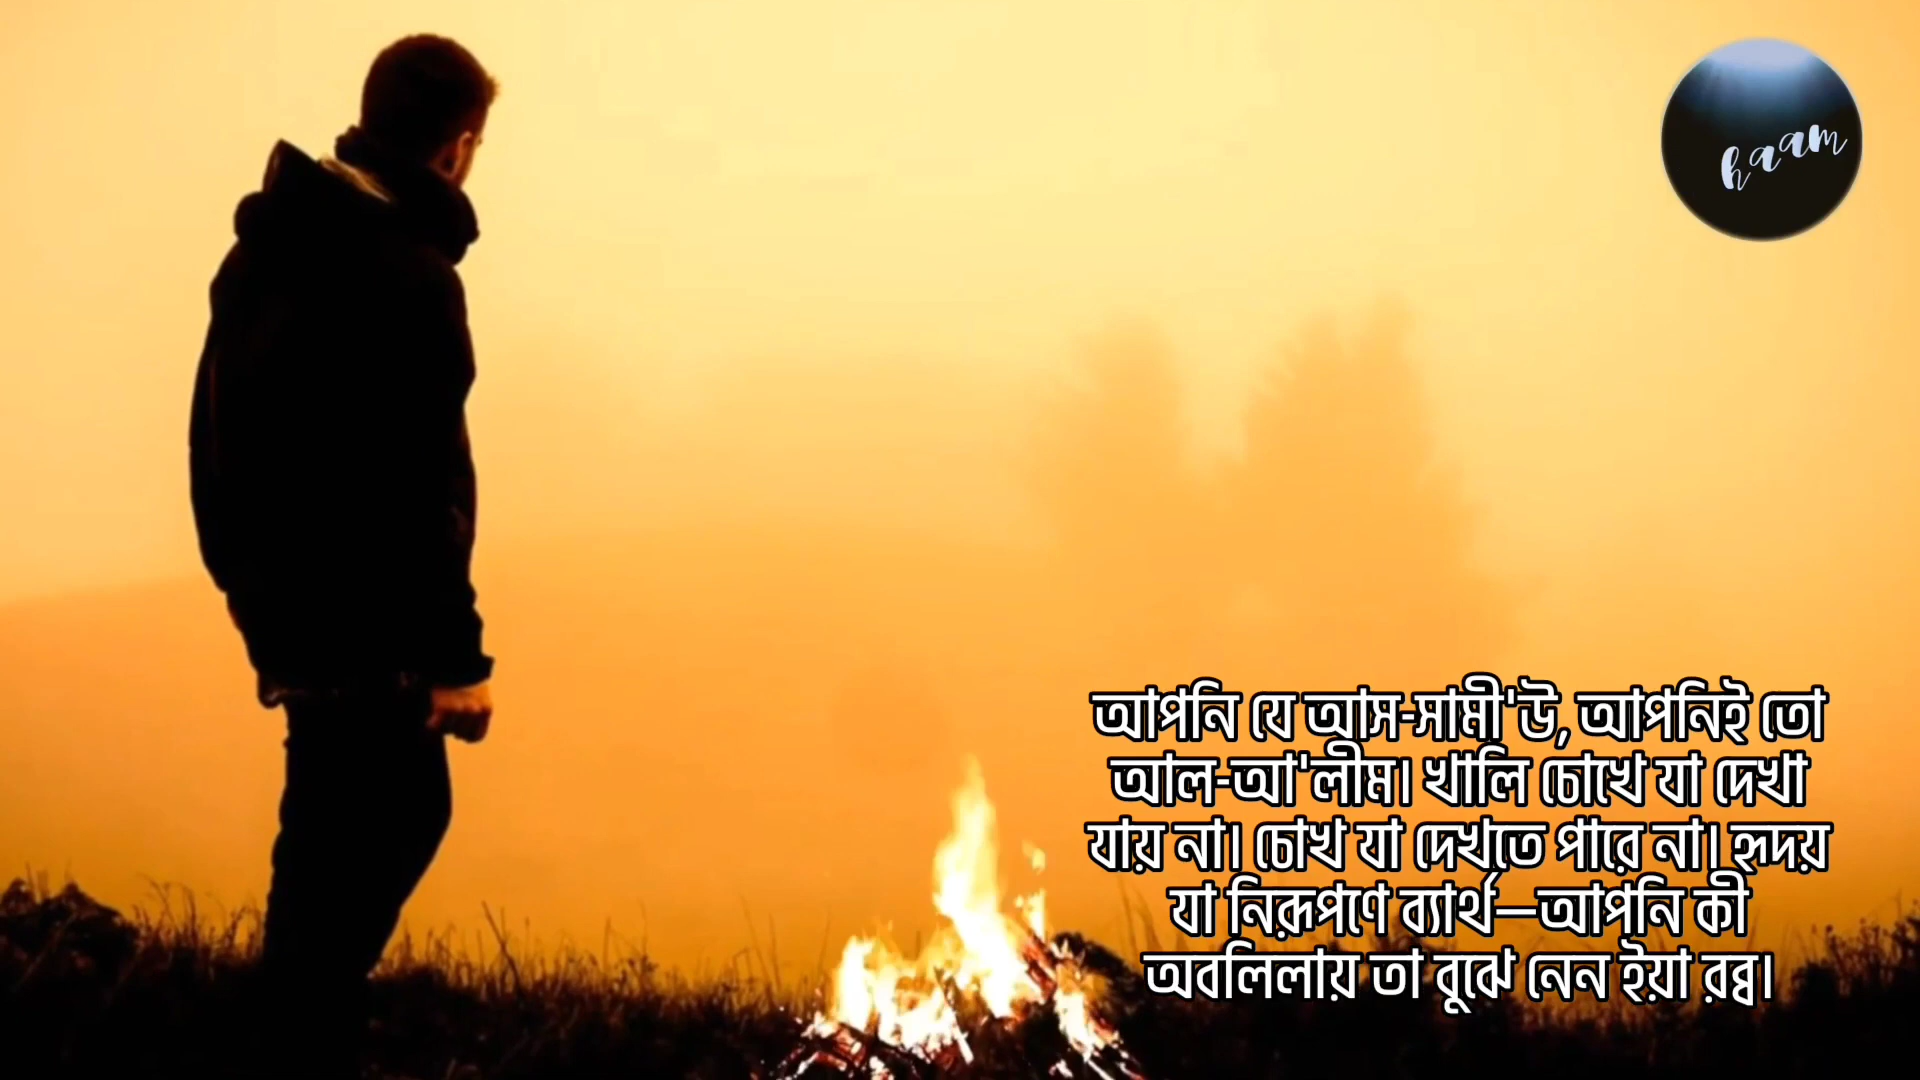 haam
আপনি যে আস-সামী'উ, আপনিই তো
আল-আ'লীম। খালি চোখে যা দেখা
যায় না। চোখ যা দেখতে পারে না। হৃদয়
যা নিরূপণে ব্যার্থ—আপনি কী
অবলিলায় তা বুঝে নেন ইয়া রব্ব।